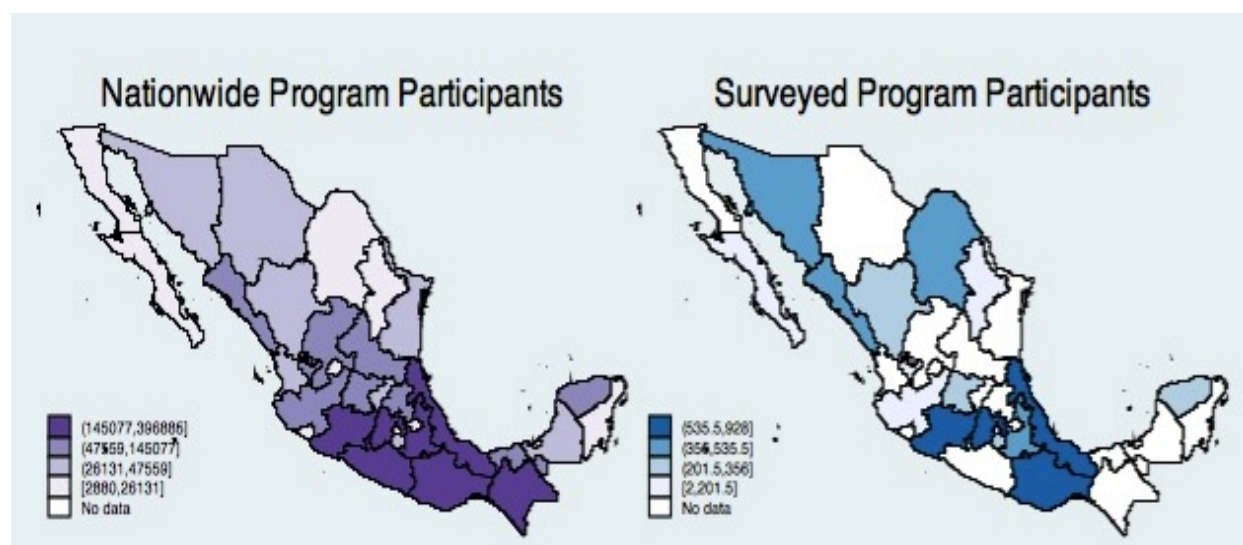 Nationwide Program Participants
Surveyed Program Participants
(145077,396886]
(47559,145077]
(26131,47559]
[2880,26131]
No data
(535.5,928]
(356,535.5]
(201.5,356]
[2,201.5]
No data